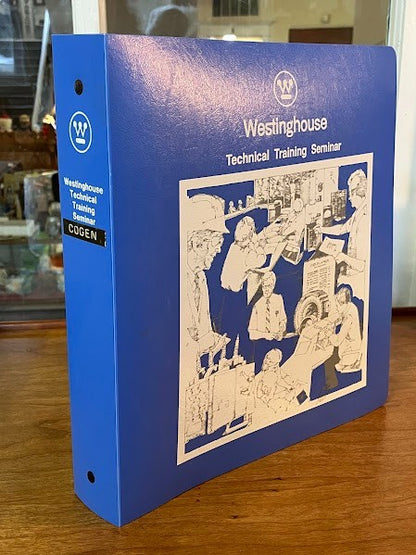 Westinghouse
Technical
Training
Seminar
COGEN
Westinghouse
Technical Training Seminar